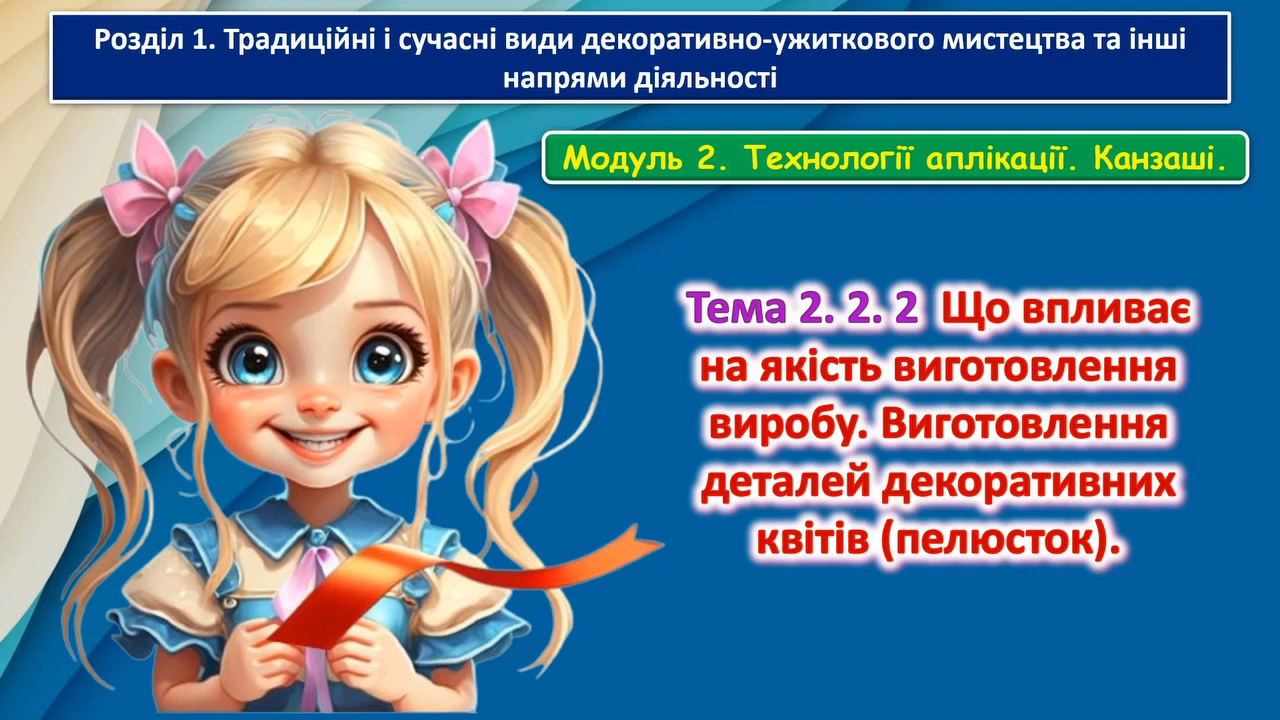 Розділ 1. Традиційні і сучасні види декоративно-ужиткового мистецтва та інші
напрями діяльності
Модуль 2. Технології аплікації. Канзаші.
Тема 2. 2. 2 Що впливає
на якість виготовлення
виробу. Виготовлення
деталей декоративних
квітів (пелюсток).